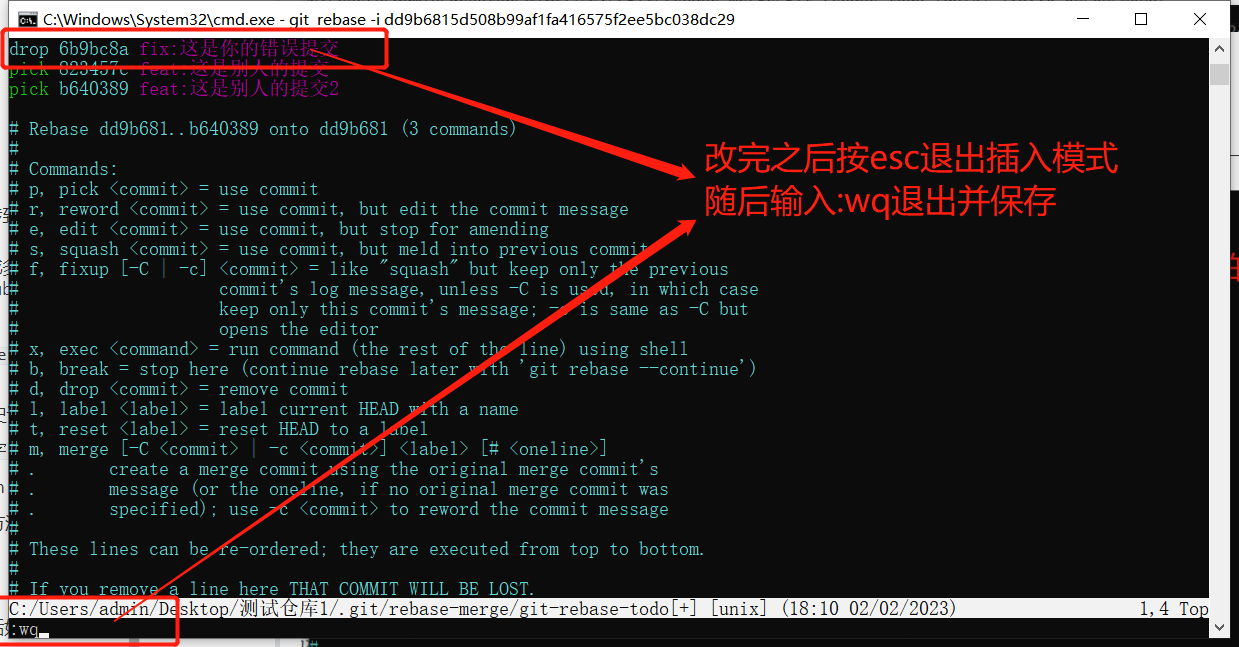 C:\Windows\System32\cmd.exe - git rebase -i dd9b6815d508b99af1fa416575f2ee5bc038dc29
drop 6b9bc8a fix:这是你的错误提交
pick 823457c feat:这是别人的提交
pick b640389 feat:这是别人的提交2
# Rebase dd9b681..b640389 onto dd9b681 (3 commands)
#
# Commands:
# p, pick <commit> = use commit
# r, reword <commit> = use commit, but edit the commit message
# e, edit <commit> = use commit, but stop for amending
# s, squash <commit> = use commit, but meld into previous commit
# f, fixup [-C | -c] <commit> = like "squash" but keep only the previous
#                    commit's log message, unless -C is used, in which case
#                    keep only this commit's message; -c is same as -C but
#                    opens the editor
# x, exec <command> = run command (the rest of the line) using shell
# b, break = stop here (continue rebase later with 'git rebase --continue')
# d, drop <commit> = remove commit
# l, label <label> = label current HEAD with a name
# t, reset <label> = reset HEAD to a label
# m, merge [-C <commit> | -c <commit>] <label> [# <oneline>]
# .       create a merge commit using the original merge commit's
# .       message (or the oneline, if no original merge commit was
# .       specified); use -c <commit> to reword the commit message
#
# These lines can be re-ordered; they are executed from top to bottom.
#
# If you remove a line here THAT COMMIT WILL BE LOST.
C:/Users/admin/Desktop/测试仓库1/.git/rebase-merge/git-rebase-todo[+] [unix] (18:10 02/02/2023) 1,4 Top
:wq
改完之后按esc退出插入模式
随后输入:wq退出并保存